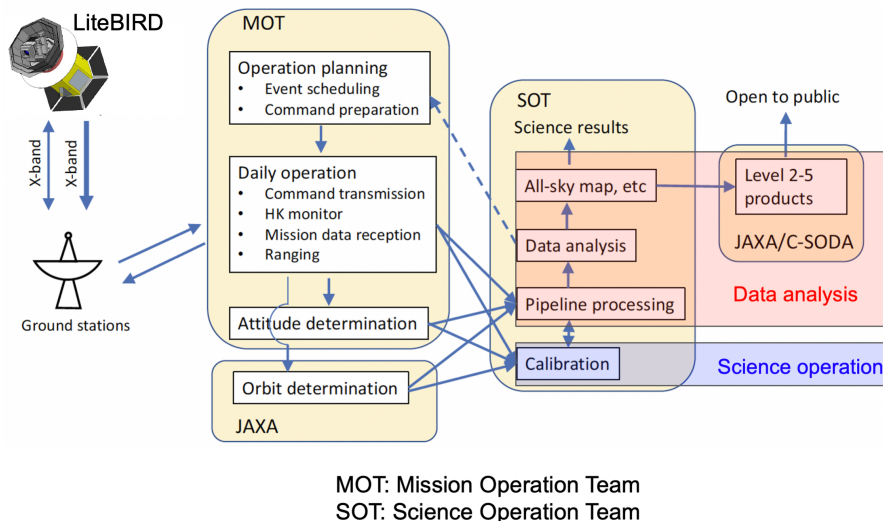 LiteBIRD
X-band
X-band
Ground stations
MOT
Operation planning
• Event scheduling
• Command preparation
Daily operation
• Command transmission
• HK monitor
• Mission data reception
• Ranging
Attitude determination
Orbit determination
JAXA
SOT
Science results
All-sky map, etc
Data analysis
Pipeline processing
Calibration
Open to public
Level 2-5
products
JAXA/C-SODA
Data analysis
Science operation
MOT: Mission Operation Team
SOT: Science Operation Team